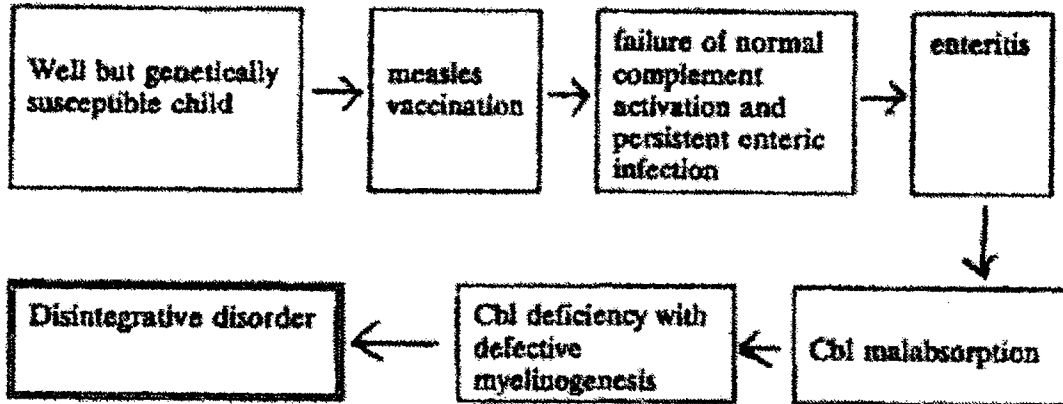 Well but genetically
susceptible child
measles
vaccination
failure of normal
complement
activation and
persistent enteric
infection
enteritis
Cbl malabsorption
Cbl deficiency with
defective
myelinogenesis
Disintegrative disorder